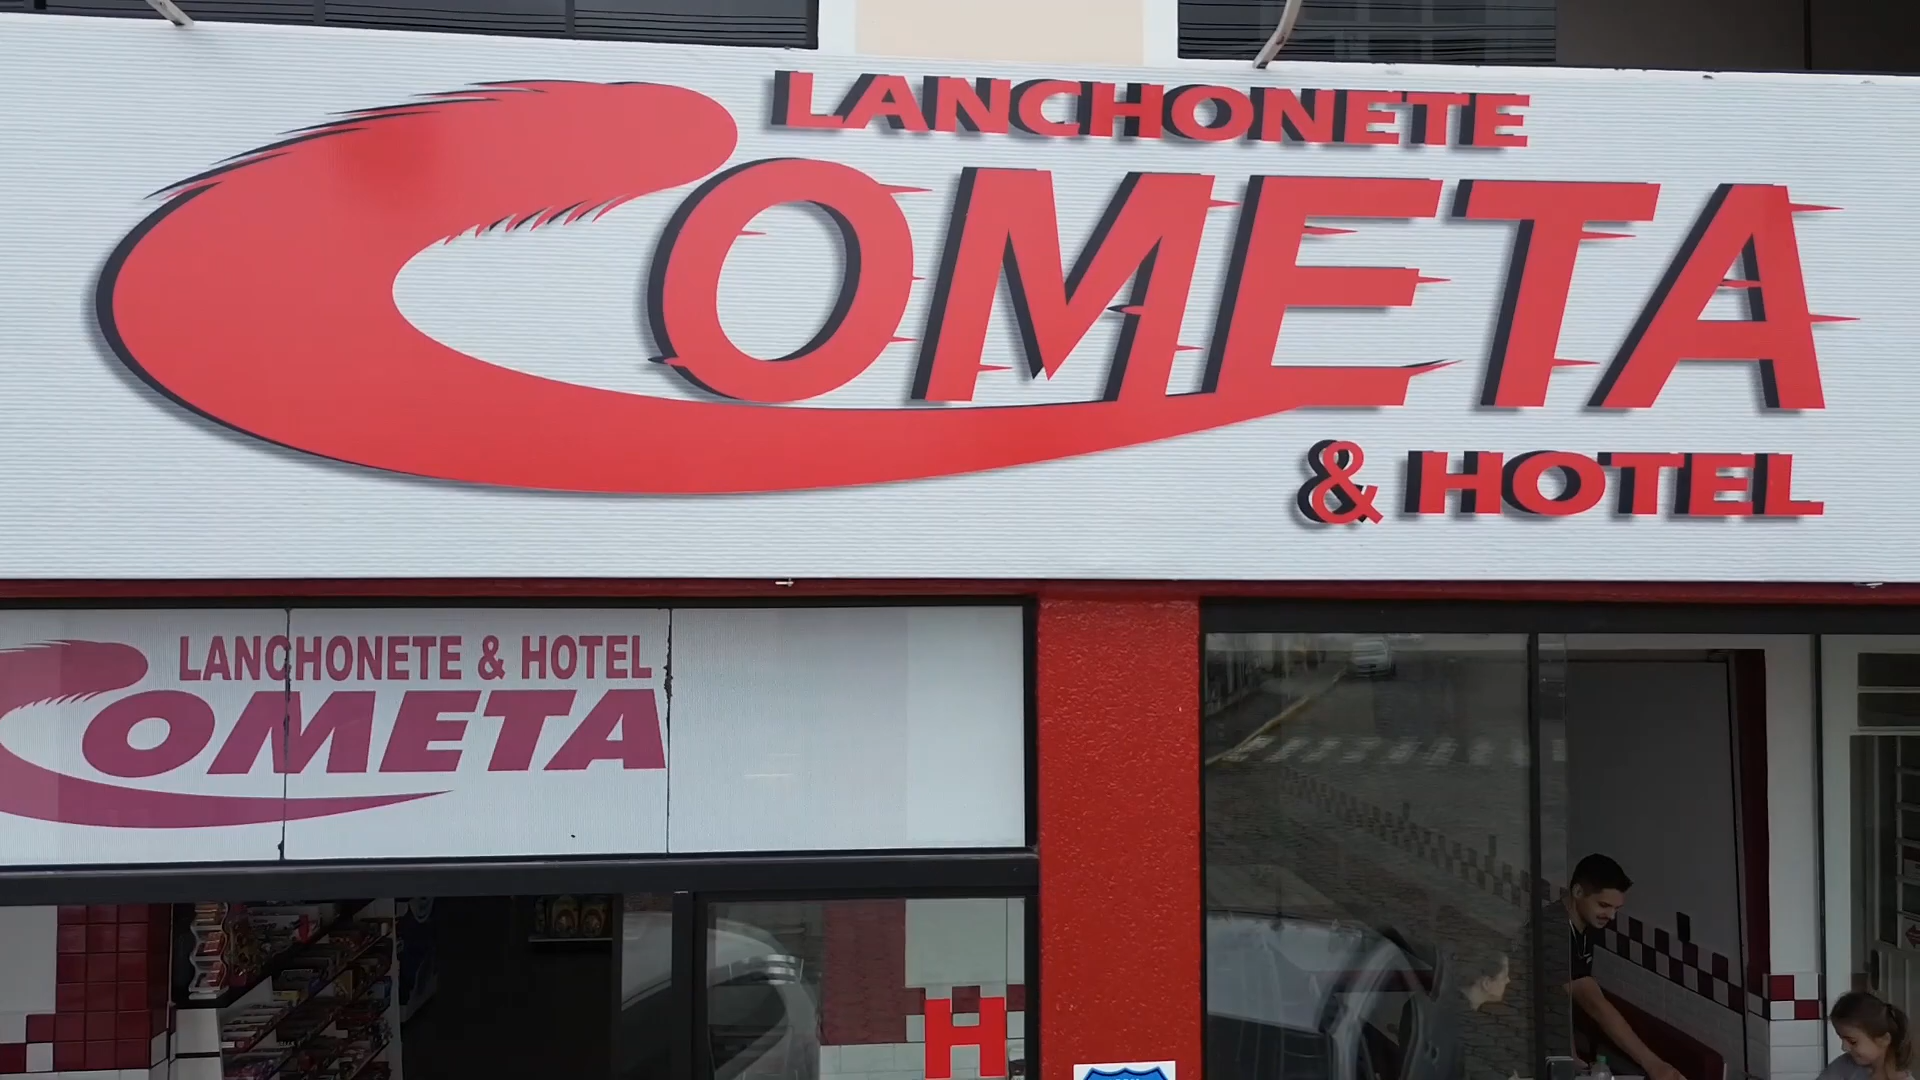 LANCHONETE
COMETA
& HOTEL
LANCHONETE & HOTEL
COMETA
H